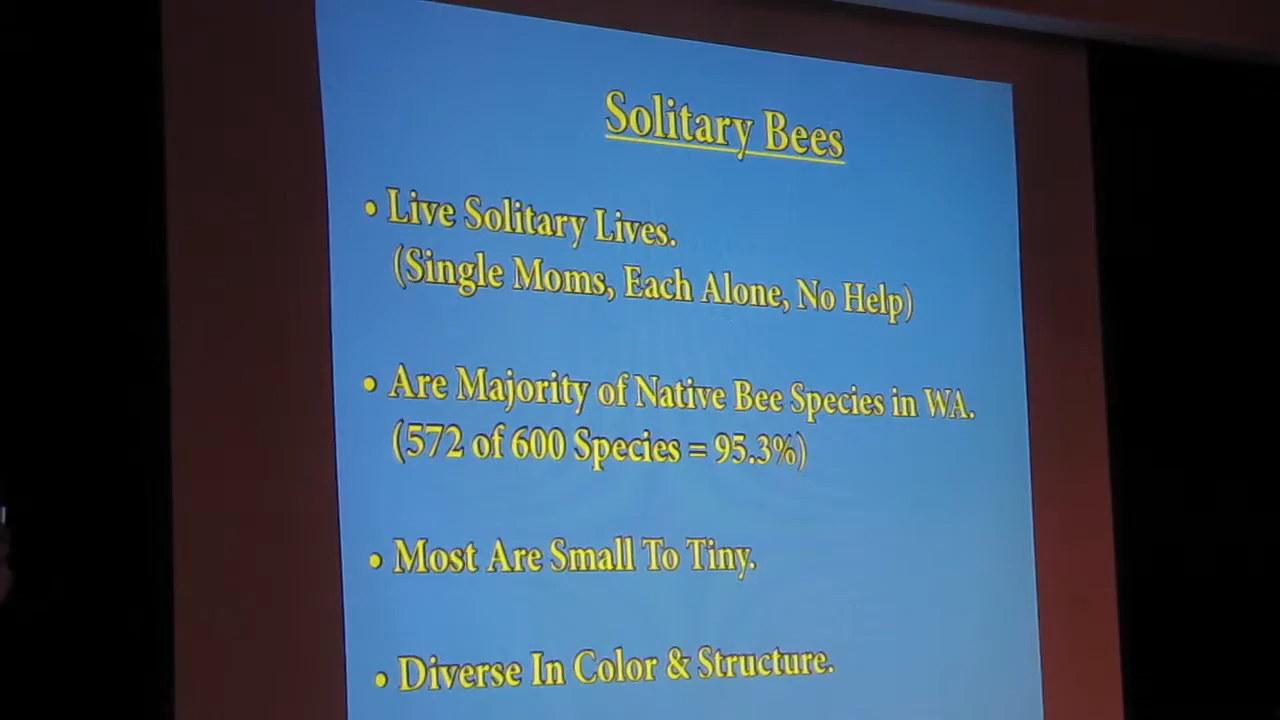 Solitary Bees
• Live Solitary Lives.
(Single Moms, Each Alone, No Help)
• Are Majority of Native Bee Species in WA.
(572 of 600 Species = 95.3%)
• Most Are Small To Tiny.
• Diverse In Color & Structure.